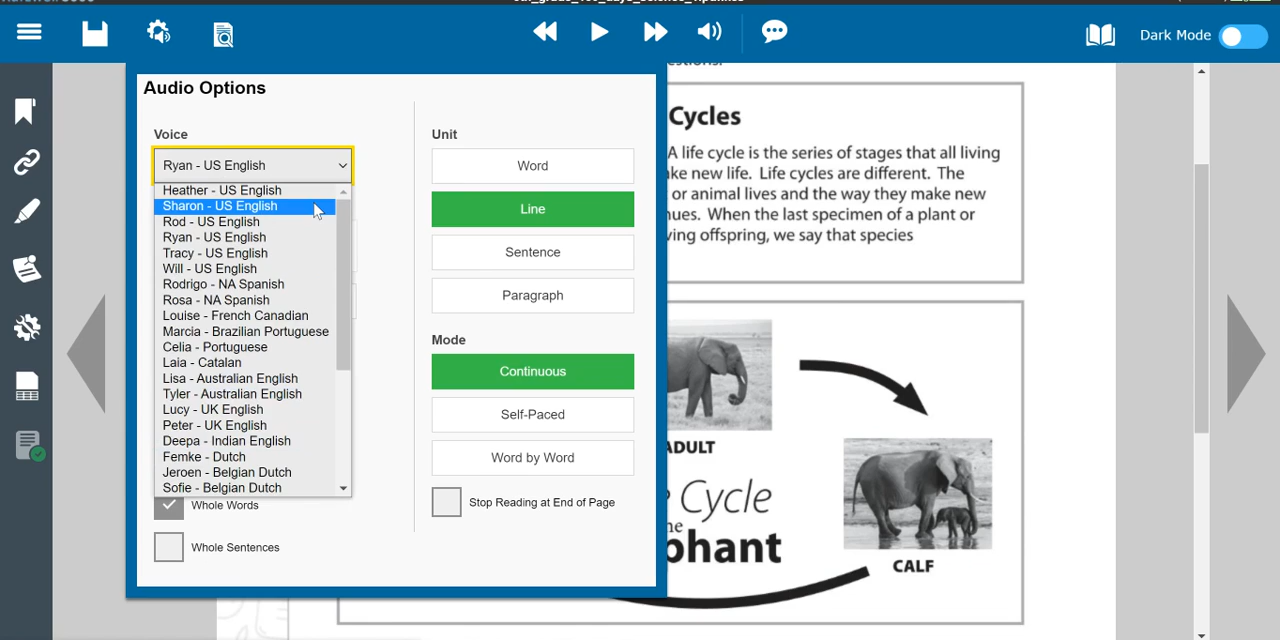 Dark Mode
Audio Options
Voice
Ryan - US English
Heather - US English
Sharon - US English
Rod - US English
Ryan - US English
Tracy - US English
Will - US English
Rodrigo - NA Spanish
Rosa - NA Spanish
Louise - French Canadian
Marcia - Brazilian Portuguese
Celia - Portuguese
Laia - Catalan
Lisa - Australian English
Tyler - Australian English
Lucy - UK English
Peter - UK English
Deepa - Indian English
Femke - Dutch
Jeroen - Belgian Dutch
Sofie - Belgian Dutch
Whole Words
Whole Sentences
Unit
Word
Line
Sentence
Paragraph
Mode
Continuous
Self-Paced
Word by Word
Stop Reading at End of Page
Cycles
A life cycle is the series of stages that all living
ke new life. Life cycles are different. The
or animal lives and the way they make new
nues. When the last specimen of a plant or
ving offspring, we say that species
ADULT
CALF
Cycle
he
phant